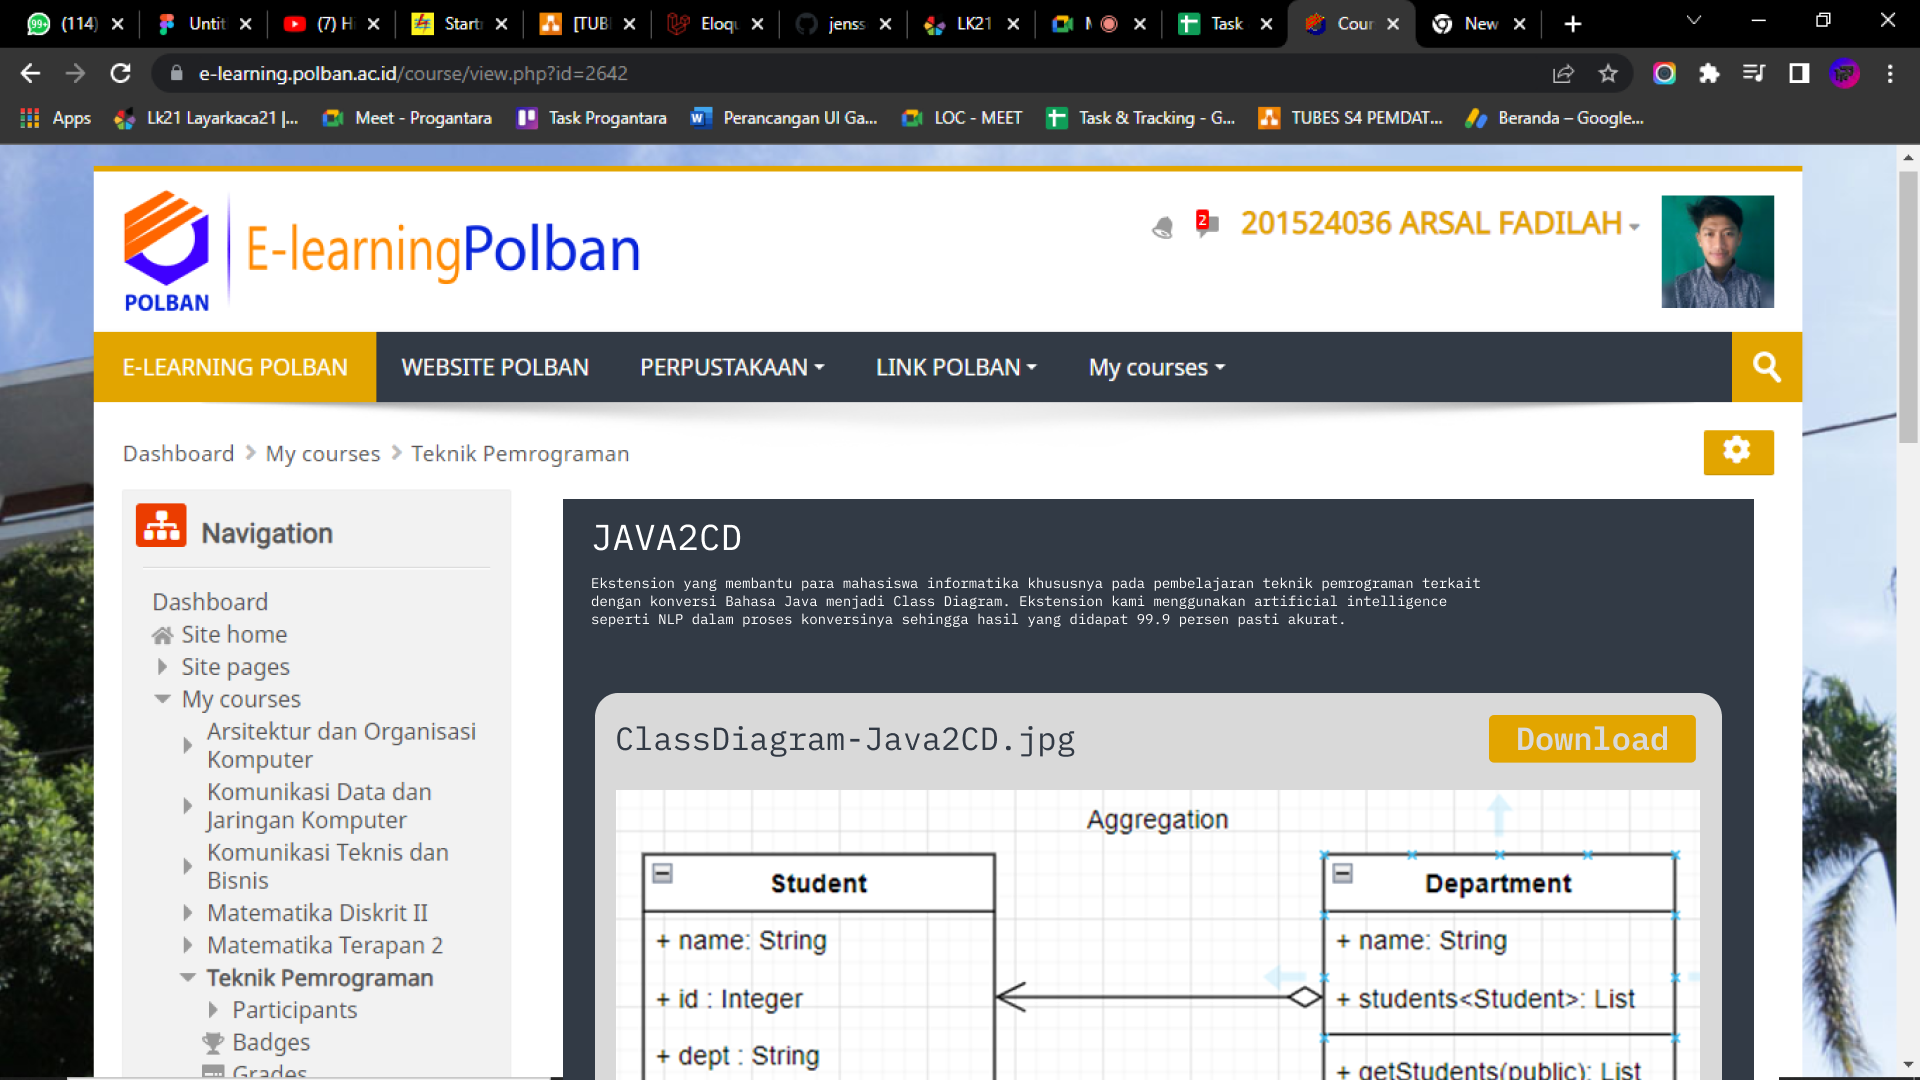 (114)
Untit
(7) H
Start
[TUB
Eloqu
jenss
LK21
M
Task
Cour
New
e-learning.polban.ac.id/course/view.php?id=2642
Apps
Lk21 Layarkaca21 |...
Meet - Progantara
Task Progantara
Perancangan UI Ga...
LOC - MEET
Task & Tracking - G...
TUBES S4 PEMDAT...
Beranda – Google...
POLBAN
E-learningPolban
2
201524036 ARSAL FADILAH
E-LEARNING POLBAN
WEBSITE POLBAN
PERPUSTAKAAN
LINK POLBAN
My courses
Dashboard
My courses
Teknik Pemrograman
Navigation
Dashboard
Site home
Site pages
My courses
Arsitektur dan Organisasi
Komputer
Komunikasi Data dan
Jaringan Komputer
Komunikasi Teknis dan
Bisnis
Matematika Diskrit II
Matematika Terapan 2
Teknik Pemrograman
Participants
Badges
Grades
JAVA2CD
Ekstension yang membantu para mahasiswa informatika khususnya pada pembelajaran teknik pemrograman terkait
dengan konversi Bahasa Java menjadi Class Diagram. Ekstension kami menggunakan artificial intelligence
seperti NLP dalam proses konversinya sehingga hasil yang didapat 99.9 persen pasti akurat.
ClassDiagram-Java2CD.jpg
Download
Aggregation
Student
+ name: String
+ id : Integer
+ dept : String
Department
+ name: String
+ students<Student>: List
+ getStudents(public): List